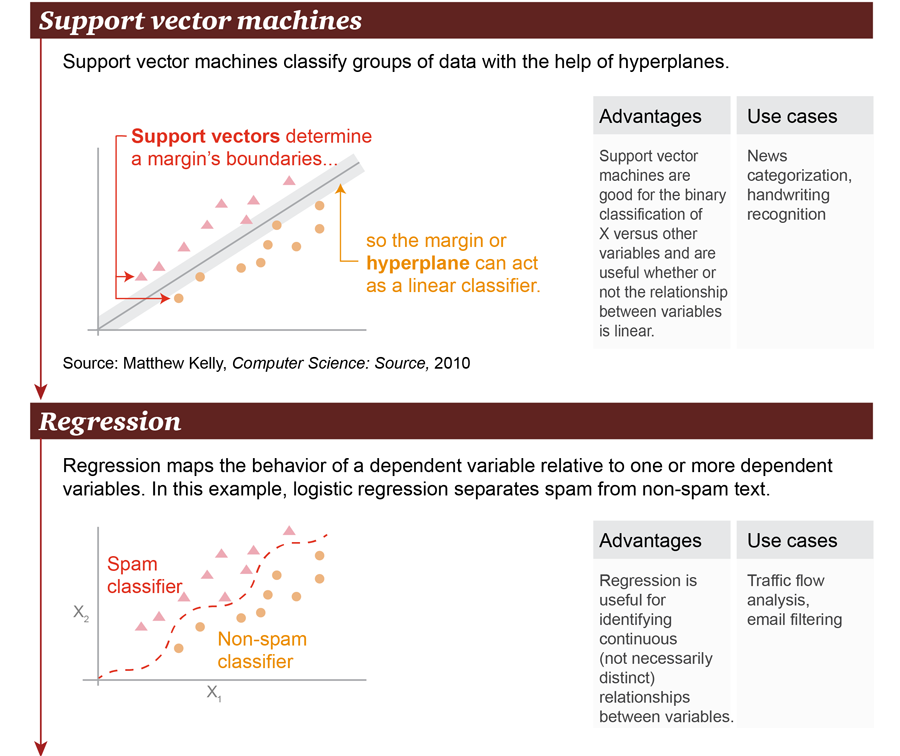 Support vector machines
Support vector machines classify groups of data with the help of hyperplanes.
Support vectors determine
a margin's boundaries...
so the margin or
hyperplane can act
as a linear classifier.
Advantages
Support vector
machines are
good for the binary
classification of
X versus other
variables and are
useful whether or
not the relationship
between variables
is linear.
Use cases
News
categorization,
handwriting
recognition
Source: Matthew Kelly, Computer Science: Source, 2010
Regression
Regression maps the behavior of a dependent variable relative to one or more dependent
variables. In this example, logistic regression separates spam from non-spam text.
Spam
classifier
X2
Non-spam
classifier
X1
Advantages
Regression is
useful for
identifying
continuous
(not necessarily
distinct)
relationships
between variables.
Use cases
Traffic flow
analysis,
email filtering